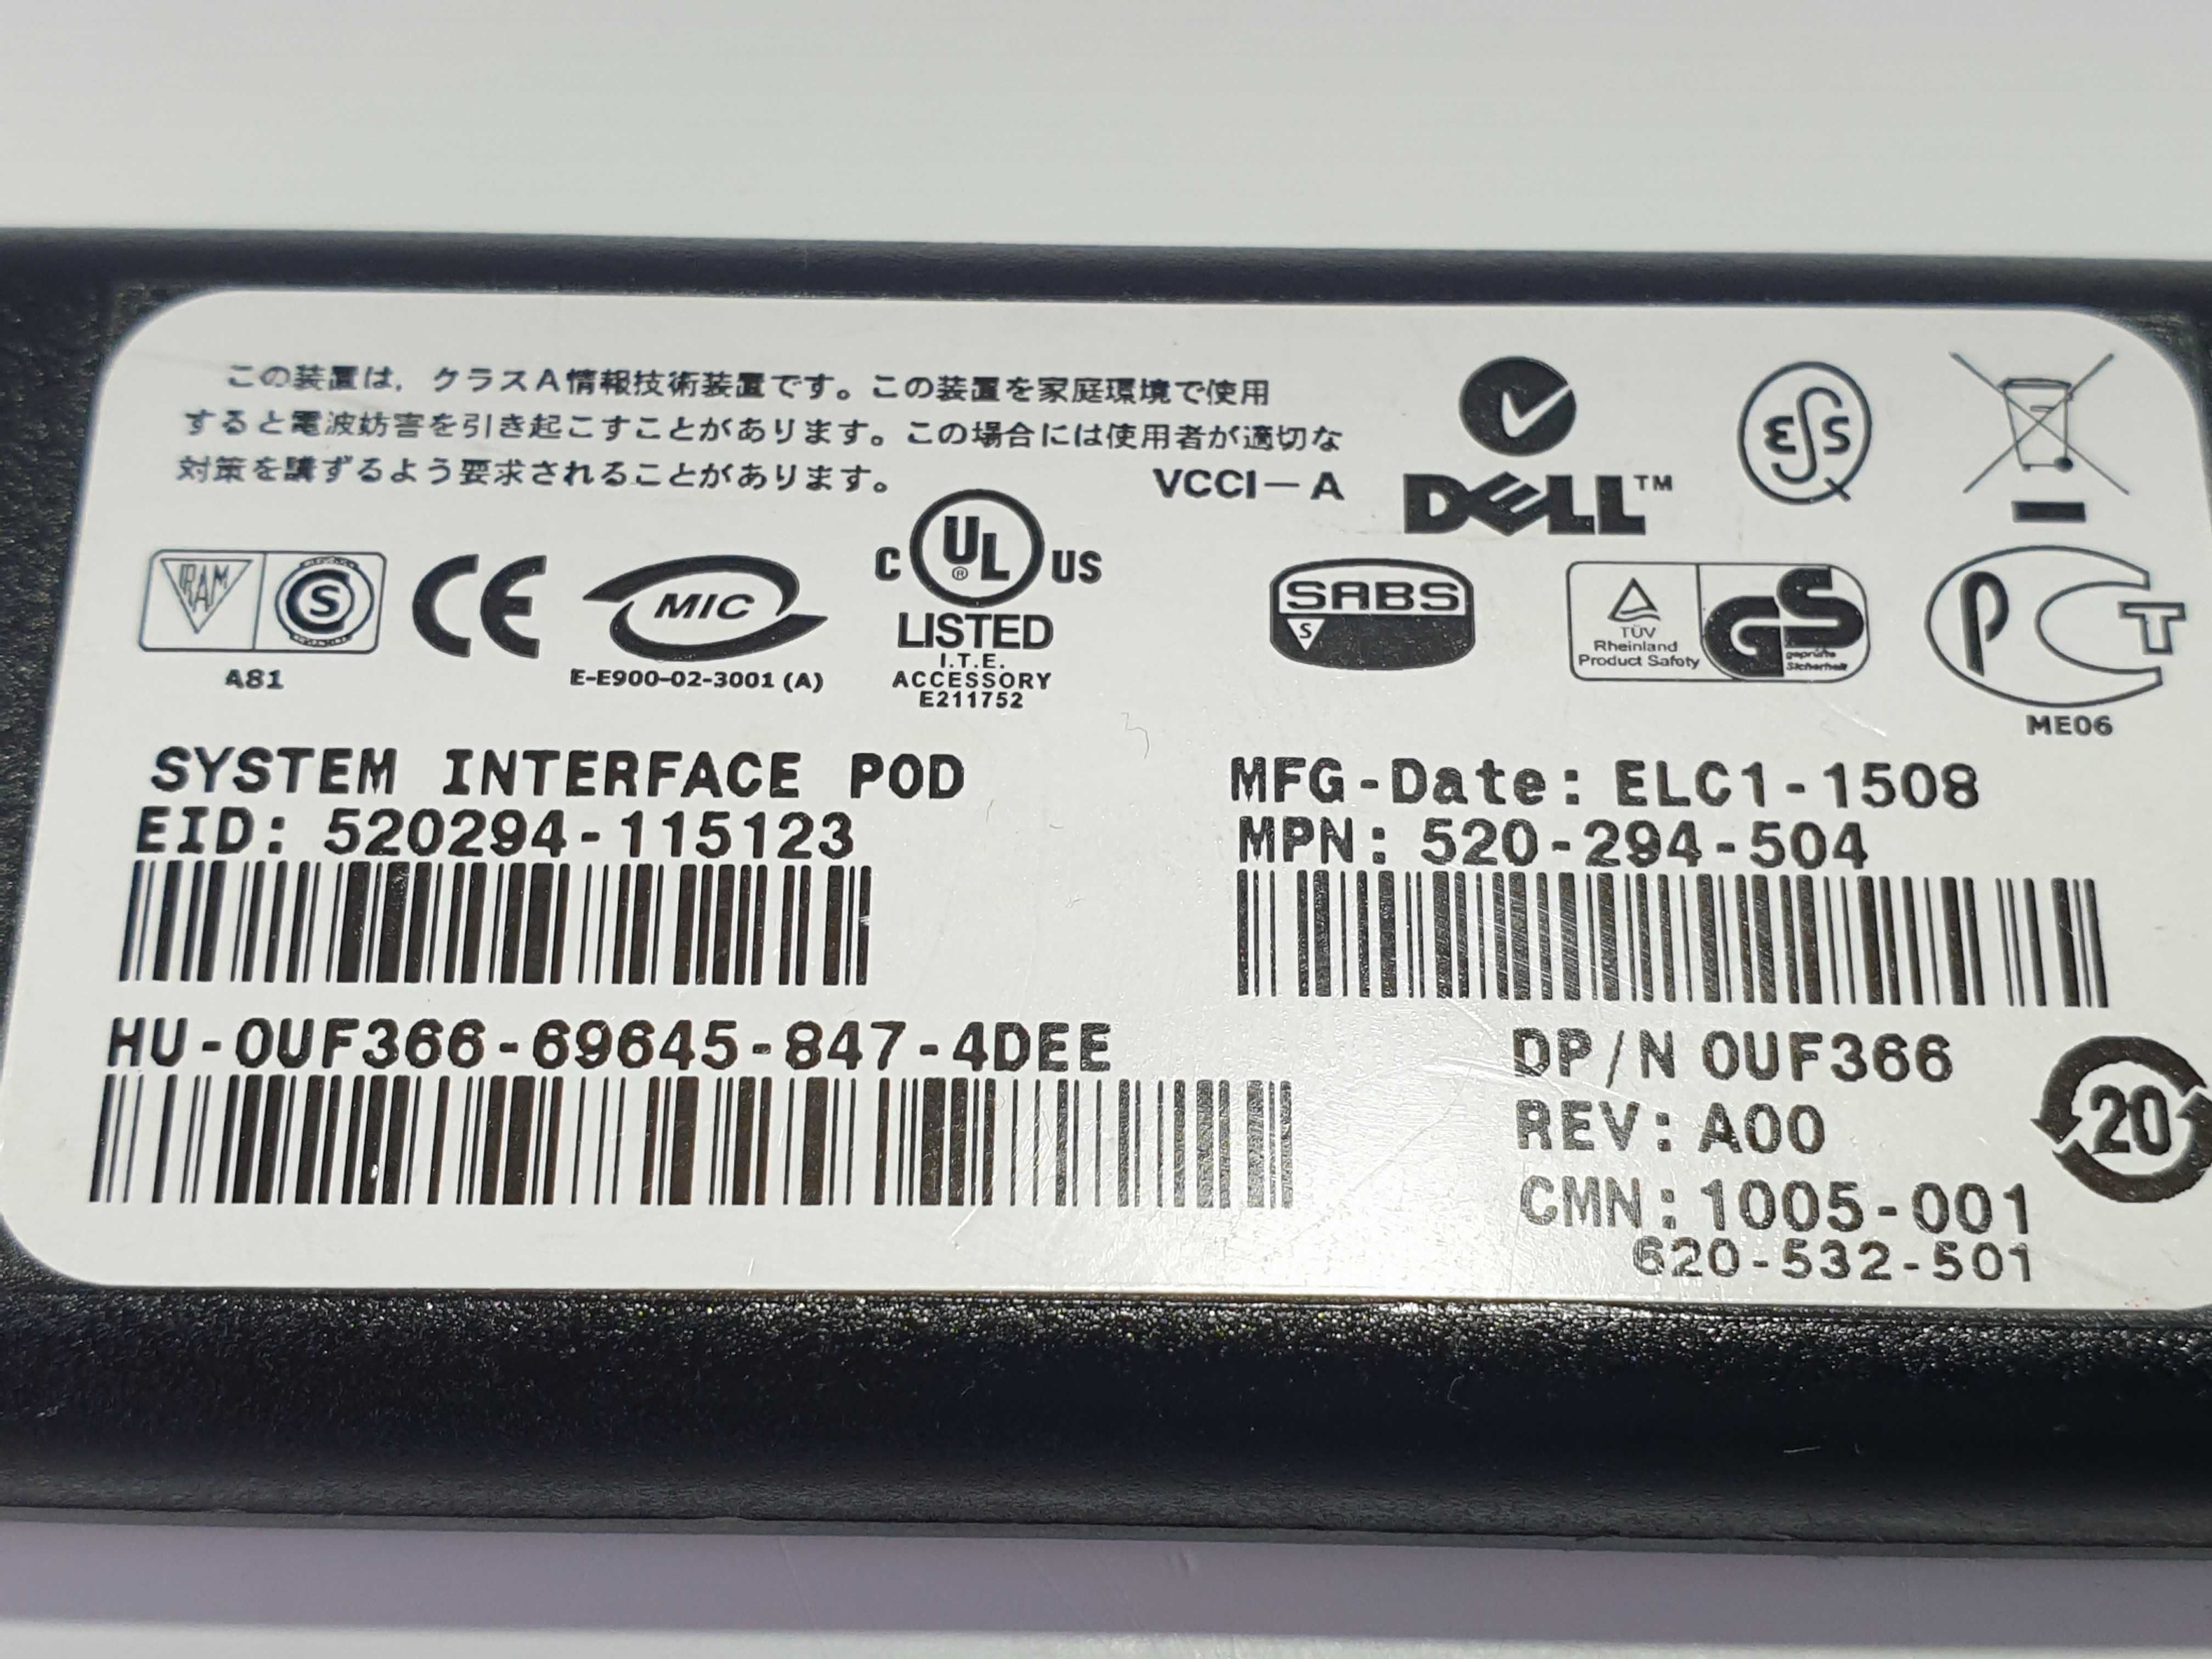 この装置は，クラスA情報技術装置です。この装置を家庭環境で使用
すると電波妨害を引き起こすことがあります。この場合には使用者が適切な
対策を講ずるよう要求されることがあります。
VCCI－A
DELL™
ESSQ
IRAM
S
A81
CE
MIC
E-E900-02-3001 (A)
C UL® US
LISTED
I.T.E.
ACCESSORY
E211752
SABS
S
TÜV
Rheinland
Product Safety
GS
geprüfte
Sicherheit
PCT
ME06
SYSTEM INTERFACE POD
EID: 520294-115123
MFG-Date: ELC1-1508
MPN: 520-294-504
HU-0UF366-69645-847-4DEE
DP/N 0UF366
REV: A00
20
CMN: 1005-001
620-532-501